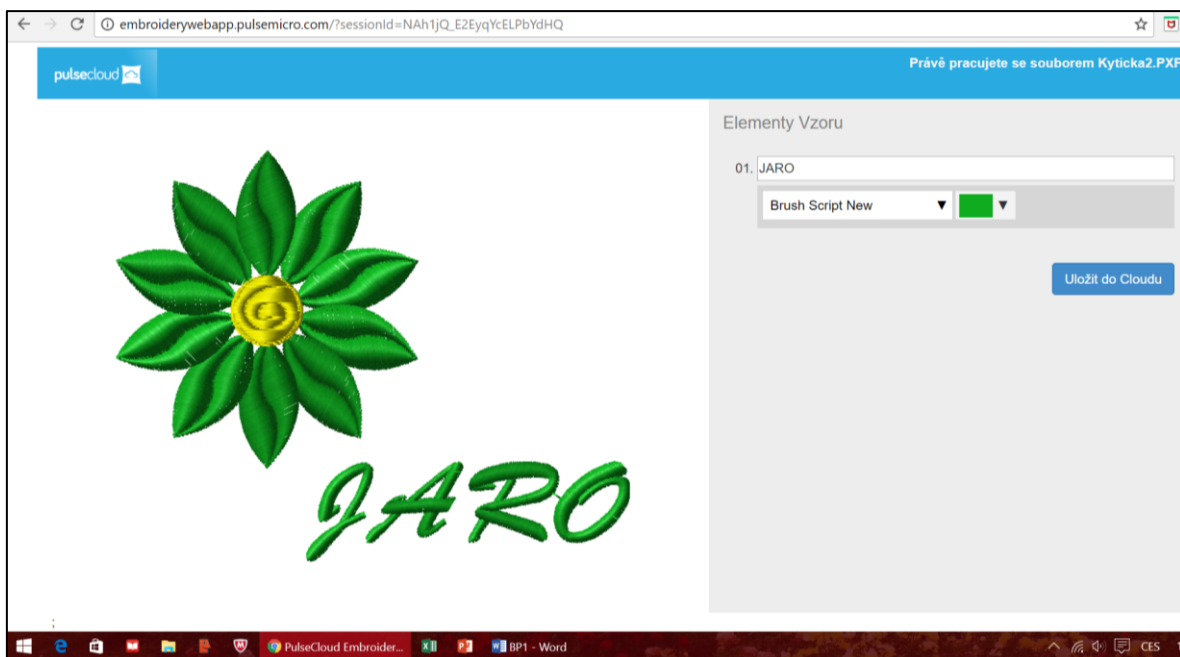 embroiderywebapp.pulsemicro.com/?sessionId=NAh1jQ_E2EyqYcELPbYdHQ
pulsecloud
Právě pracujete se souborem Kyticka2.PXF
Elementy Vzoru
01. JARO
Brush Script New
Uložit do Cloudu
JARO
;
PulseCloud Embroider...
BP1 - Word
CES